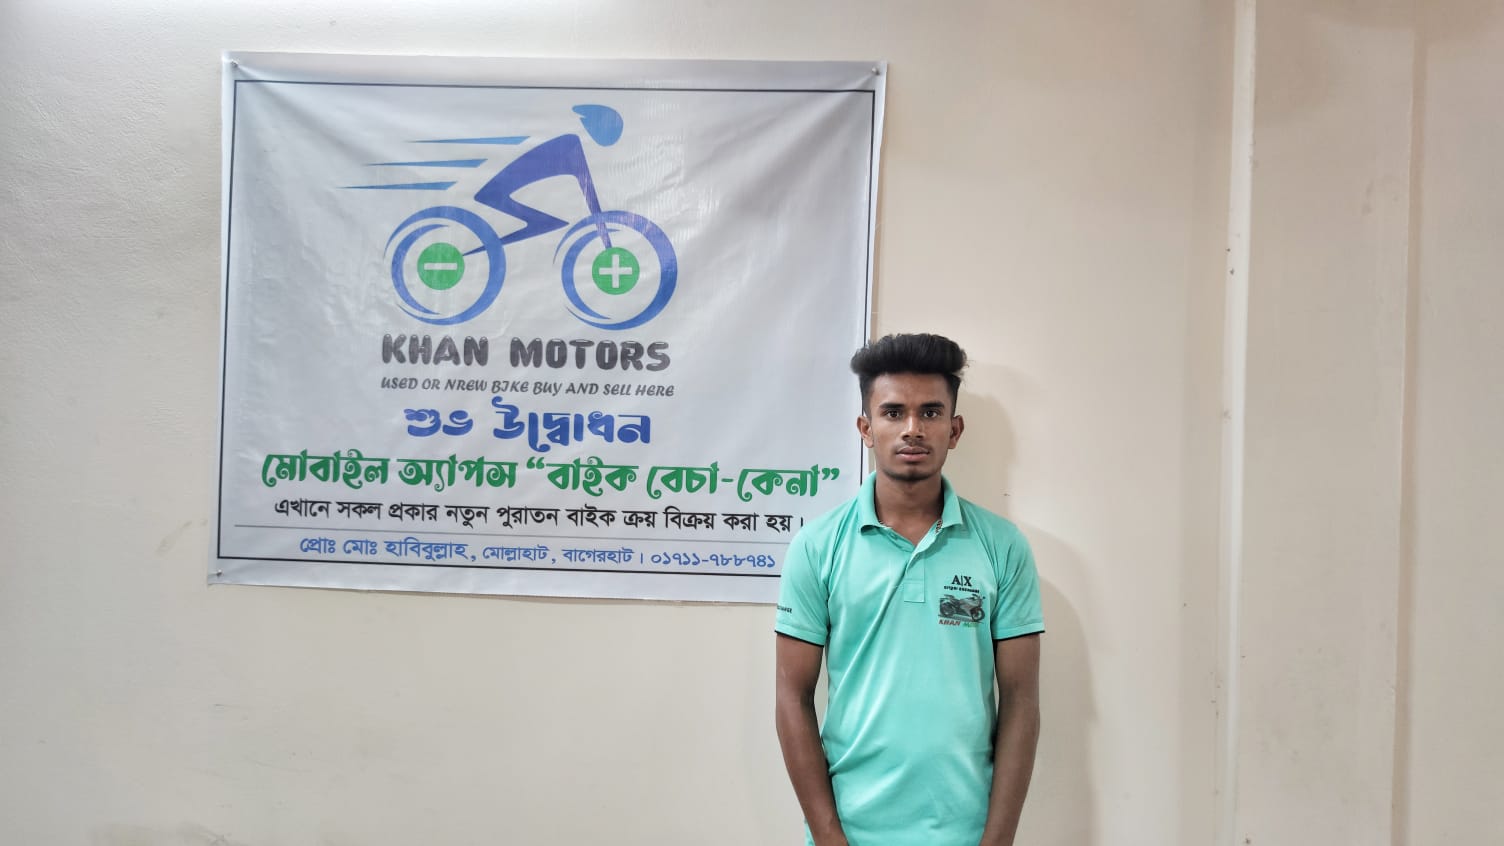 KHAN MOTORS
USED OR NREW BIKE BUY AND SELL HERE
শুভ উদ্বোধন
মোবাইল অ্যাপস “বাইক বেচা-কেনা”
এখানে সকল প্রকার নতুন পুরাতন বাইক ক্রয় বিক্রয় করা হয়।
প্রোঃ মোঃ হাবিবুল্লাহ, মোল্লাহাট, বাগেরহাট। ০১৭১১-৭৮৮৭৪১
A|X
KHAN